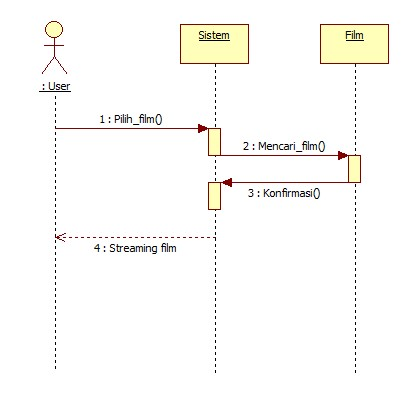 Sistem
Film
: User
1 : Pilih_film()
2 : Mencari_film()
3 : Konfirmasi()
4 : Streaming film